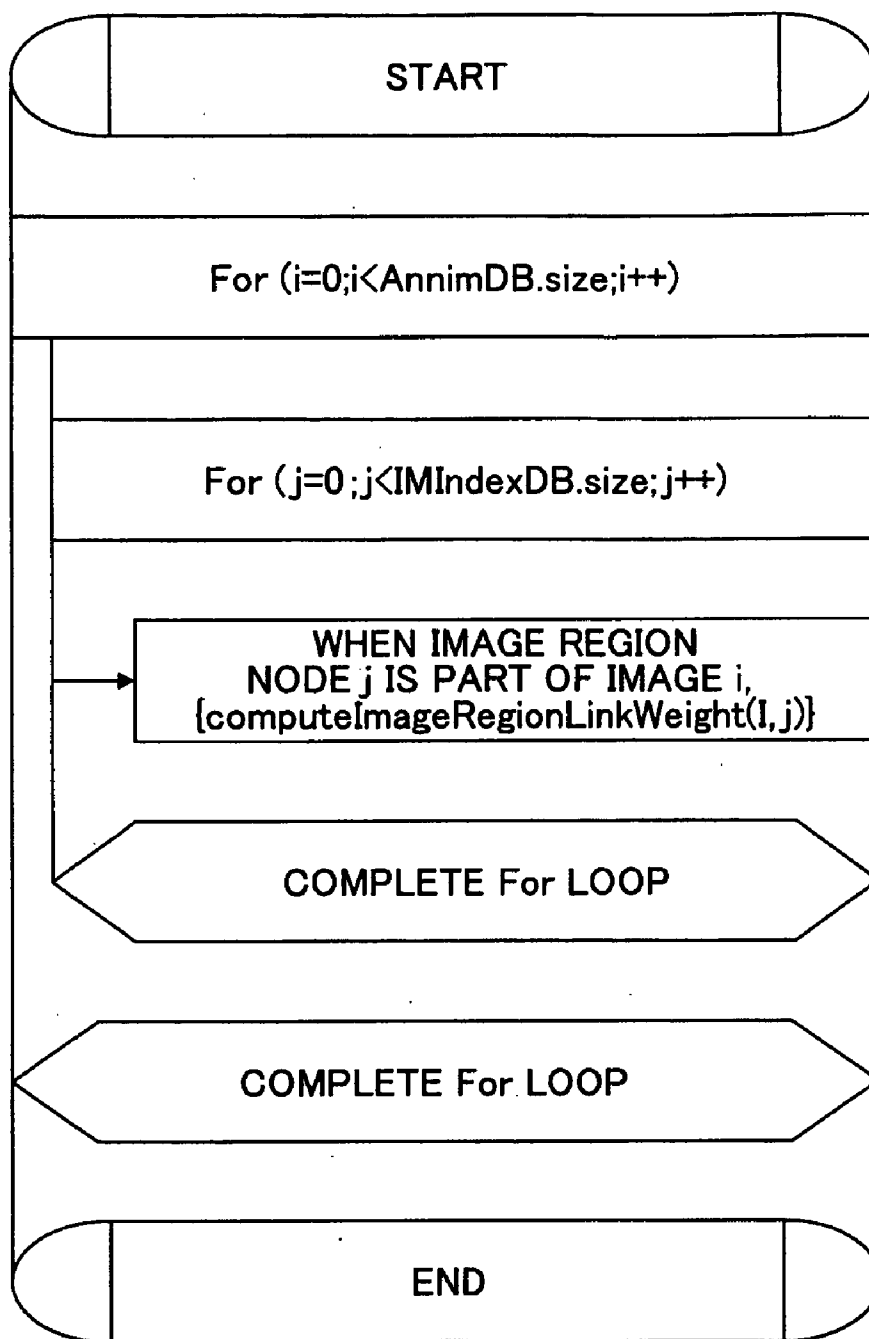 START
For (i=0;i<AnnimDB.size;i++)
For (j=0;j<IMIndexDB.size;j++)
WHEN IMAGE REGION
NODE j IS PART OF IMAGE i,
{computeImageRegionLinkWeight(I,j)}
COMPLETE For LOOP
COMPLETE For LOOP
END